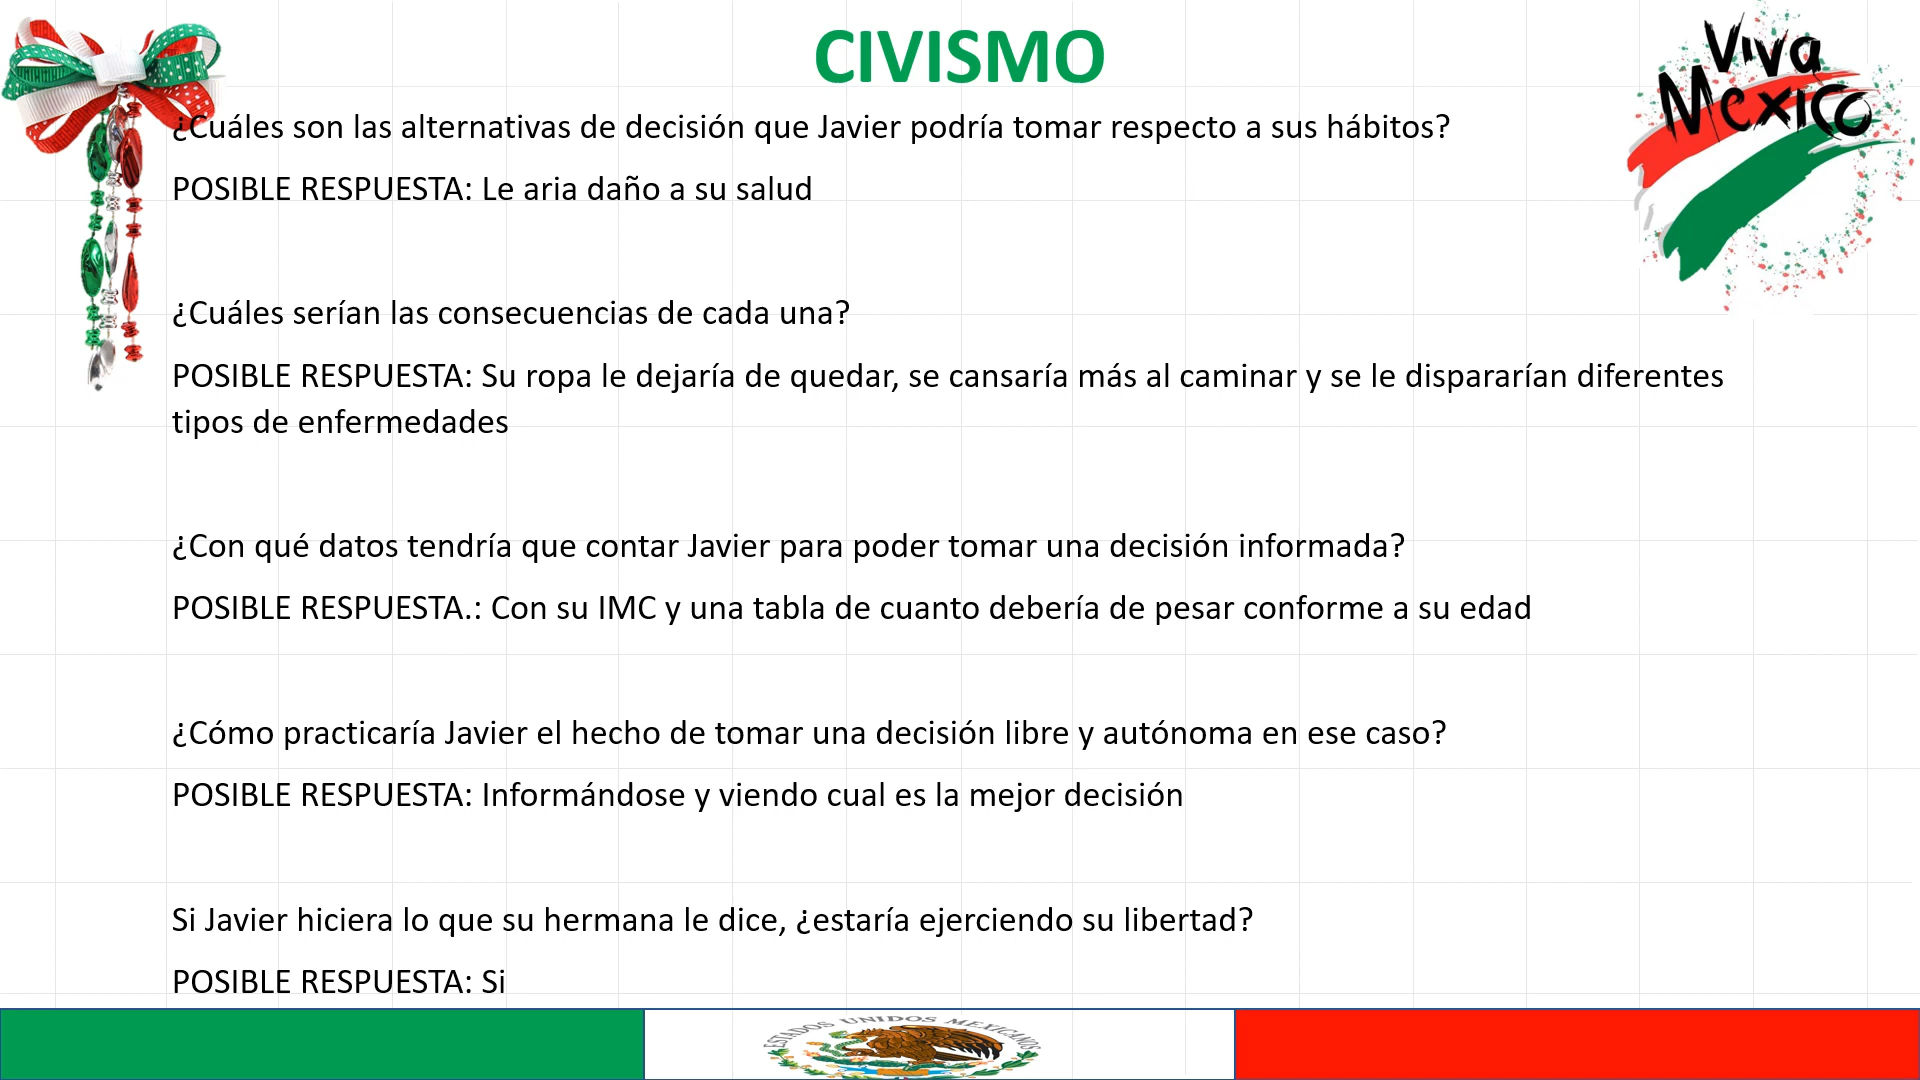 CIVISMO
Viva
Mexico
¿Cuáles son las alternativas de decisión que Javier podría tomar respecto a sus hábitos?
POSIBLE RESPUESTA: Le aria daño a su salud
¿Cuáles serían las consecuencias de cada una?
POSIBLE RESPUESTA: Su ropa le dejaría de quedar, se cansaría más al caminar y se le dispararían diferentes
tipos de enfermedades
¿Con qué datos tendría que contar Javier para poder tomar una decisión informada?
POSIBLE RESPUESTA.: Con su IMC y una tabla de cuanto debería de pesar conforme a su edad
¿Cómo practicaría Javier el hecho de tomar una decisión libre y autónoma en ese caso?
POSIBLE RESPUESTA: Informándose y viendo cual es la mejor decisión
Si Javier hiciera lo que su hermana le dice, ¿estaría ejerciendo su libertad?
POSIBLE RESPUESTA: Si
ESTADOS UNIDOS MEXICANOS